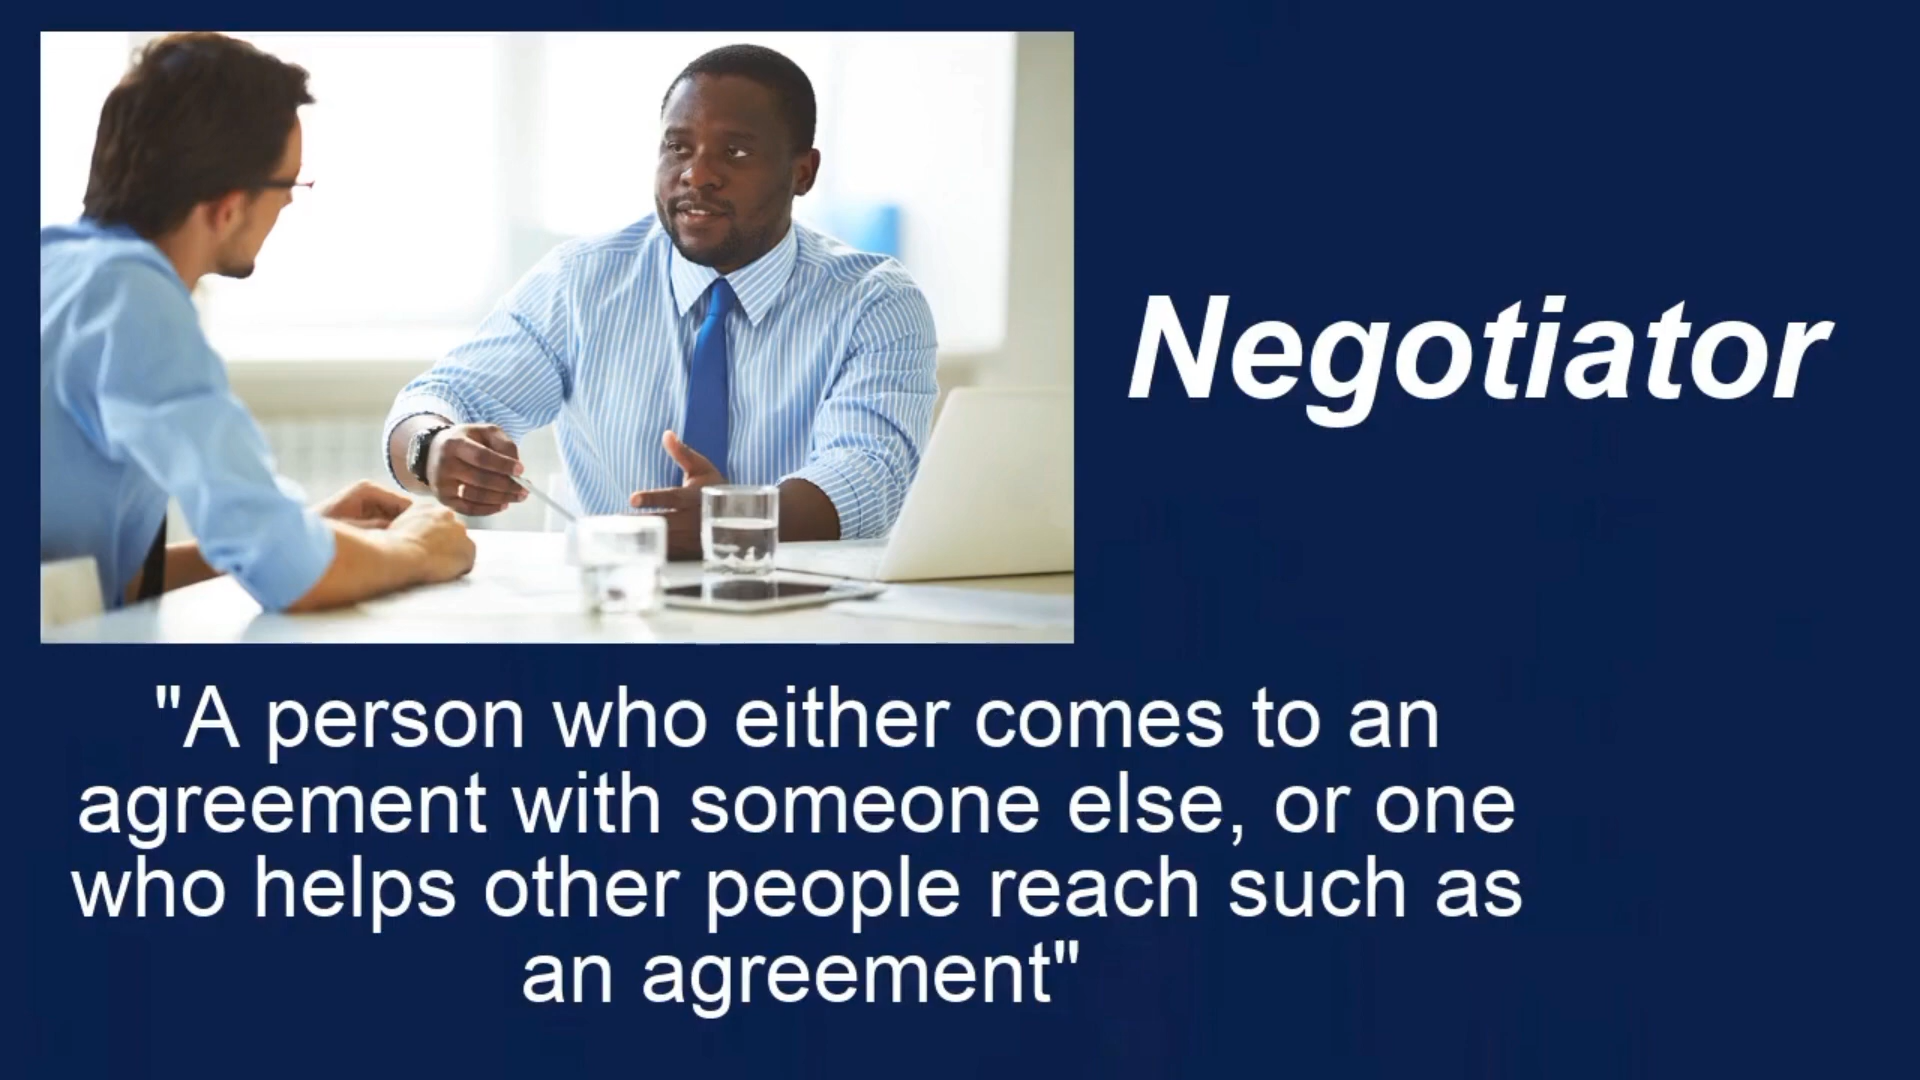 Negotiator
"A person who either comes to an
agreement with someone else, or one
who helps other people reach such as
an agreement"